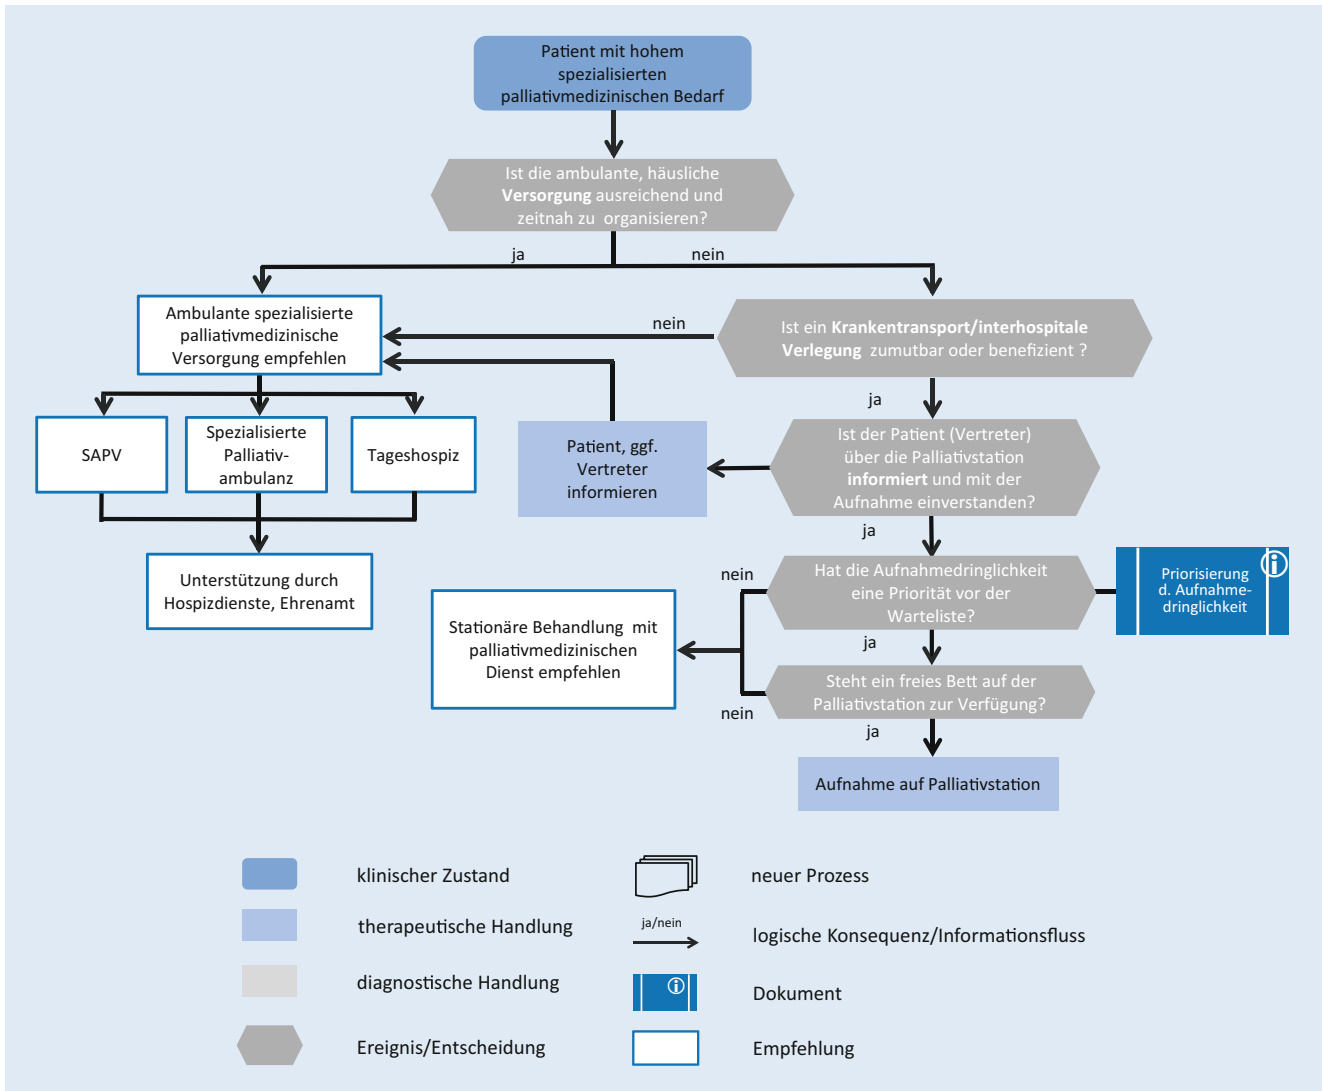 Patient mit hohem
spezialisierten
palliativmedizinischen Bedarf
Ist die ambulante, häusliche
Versorgung ausreichend und
zeitnah zu organisieren?
ja
nein
Ambulante spezialisierte
palliativmedizinische
Versorgung empfehlen
nein
Ist ein Krankentransport/interhospitale
Verlegung zumutbar oder benefizient ?
ja
SAPV
Spezialisierte
Palliativ-
ambulanz
Tageshospiz
Patient, ggf.
Vertreter
informieren
Ist der Patient (Vertreter)
über die Palliativstation
informiert und mit der
Aufnahme einverstanden?
ja
Unterstützung durch
Hospizdienste, Ehrenamt
nein
Hat die Aufnahmedringlichkeit
eine Priorität vor der
Warteliste?
Priorisierung
d. Aufnahme-
dringlichkeit
Stationäre Behandlung mit
palliativmedizinischen
Dienst empfehlen
ja
Steht ein freies Bett auf der
Palliativstation zur Verfügung?
nein
ja
Aufnahme auf Palliativstation
klinischer Zustand
neuer Prozess
therapeutische Handlung
ja/nein
logische Konsequenz/Informationsfluss
diagnostische Handlung
Dokument
Ereignis/Entscheidung
Empfehlung